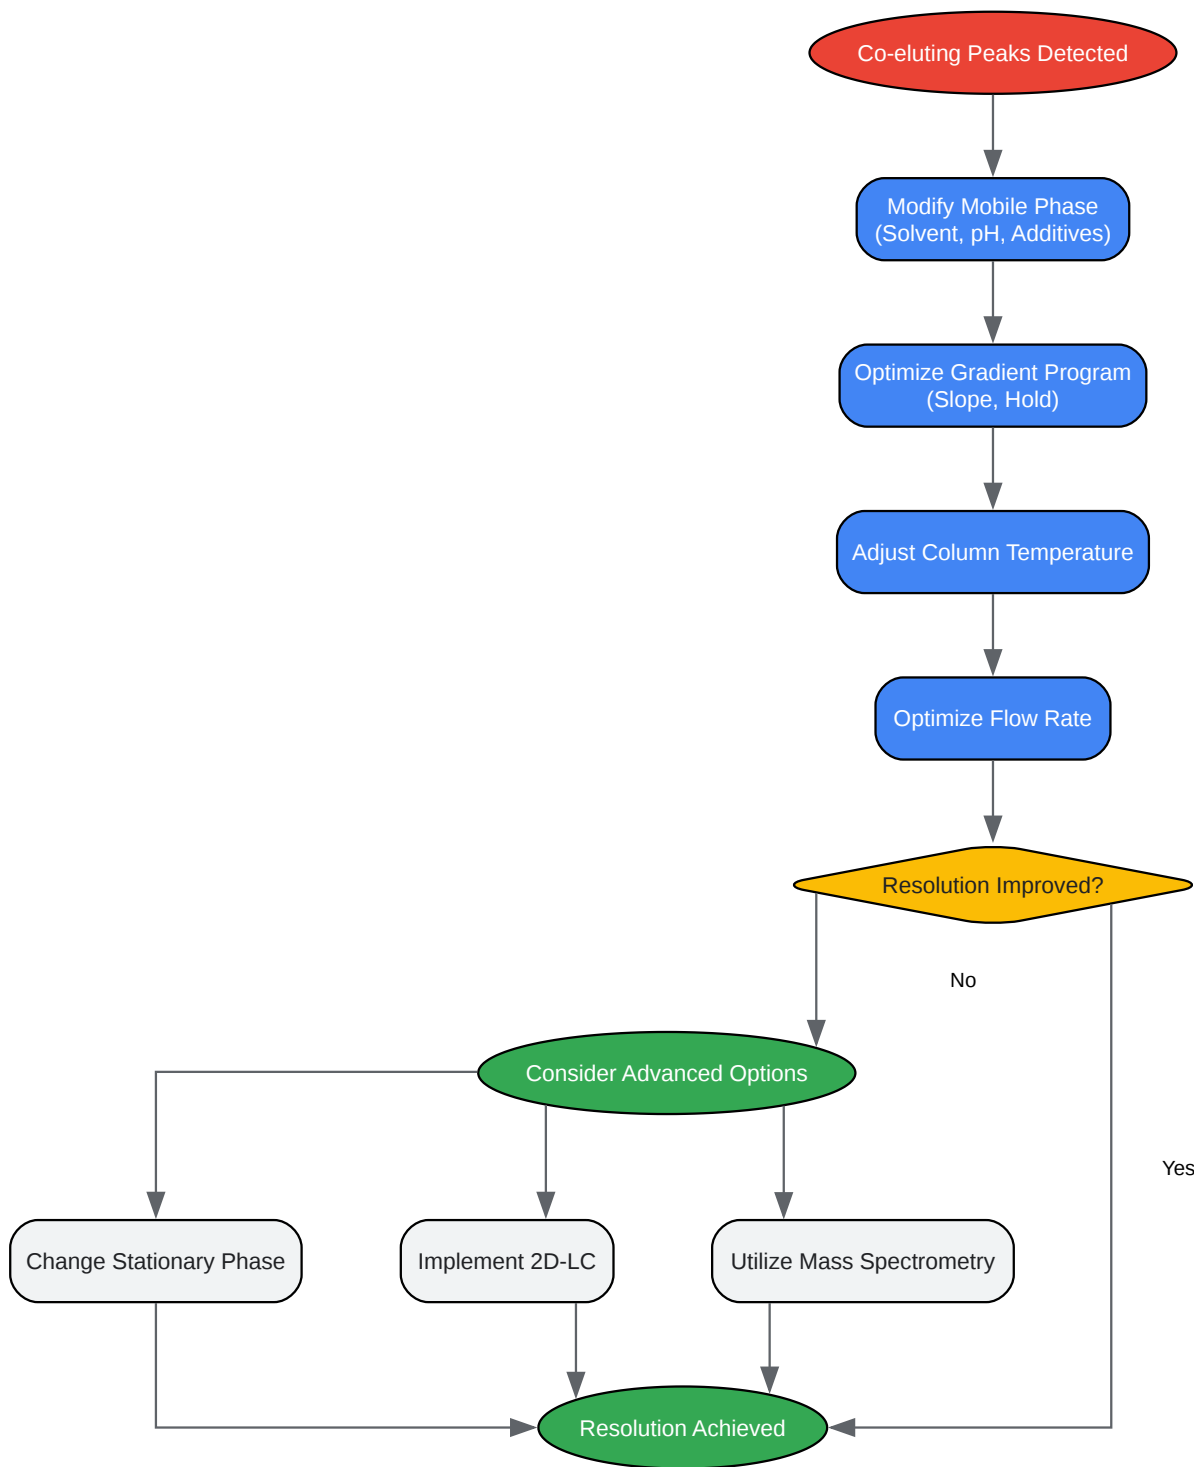 Co-eluting Peaks Detected
Modify Mobile Phase
(Solvent, pH, Additives)
Optimize Gradient Program
(Slope, Hold)
Adjust Column Temperature
Optimize Flow Rate
Resolution Improved?
No
Consider Advanced Options
Yes
Change Stationary Phase
Implement 2D-LC
Utilize Mass Spectrometry
Resolution Achieved